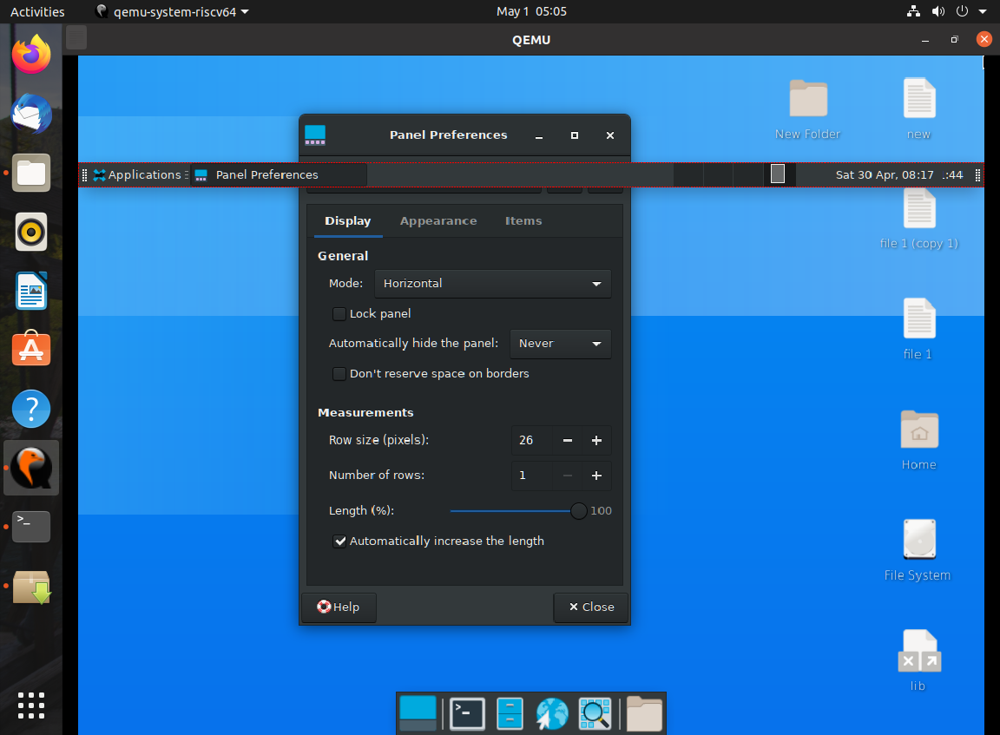 Activities qemu-system-riscv64 May 1 05:05
QEMU
New Folder
new
Panel Preferences
Applications Panel Preferences Sat 30 Apr, 08:17 :44
Display Appearance Items
file 1 (copy 1)
General
Mode: Horizontal
Lock panel
Automatically hide the panel: Never
file 1
Don't reserve space on borders
Measurements
Row size (pixels): 26
Number of rows: 1
Home
Length (%): 100
Automatically increase the length
File System
Help Close
lib